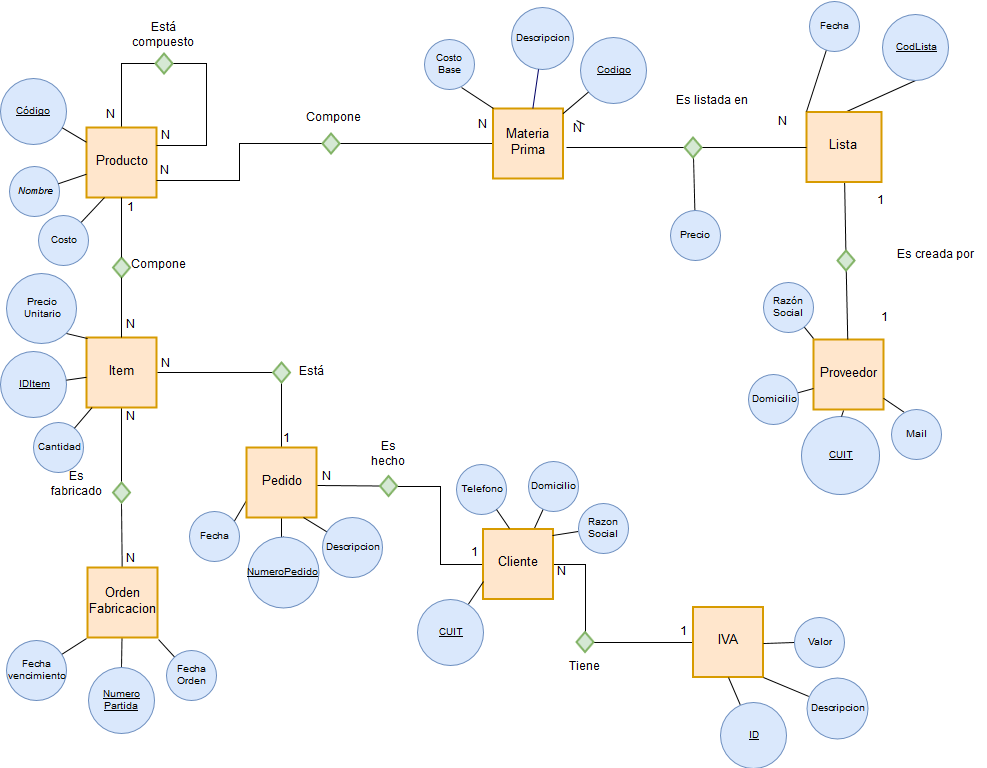 Está
compuesto
N
N
Código
Producto
Nombre
Costo
N
1
Compone
N
N
Costo
Base
Descripcion
Codigo
Materia
Prima
Es listada en
N
Precio
Fecha
CodLista
Lista
1
Es creada por
1
Razón
Social
Proveedor
Domicilio
CUIT
Mail
Compone
N
Precio
Unitario
Item
IDItem
Cantidad
N
N
Está
1
Es
fabricado
N
Orden
Fabricacion
Fecha
vencimiento
Numero
Partida
Fecha
Orden
Pedido
N
Fecha
NumeroPedido
Descripcion
Es
hecho
1
Telefono
Domicilio
Razon
Social
Cliente
CUIT
N
Tiene
1
IVA
Valor
Descripcion
ID